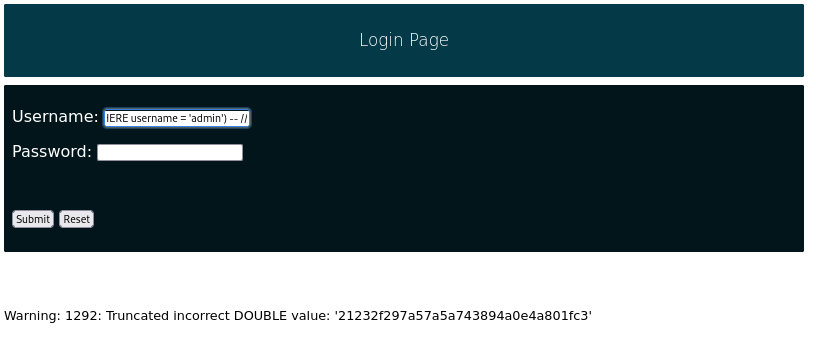 Login Page
Username: IERE username = 'admin') -- //
Password:
Submit Reset
Warning: 1292: Truncated incorrect DOUBLE value: '21232f297a57a5a743894a0e4a801fc3'